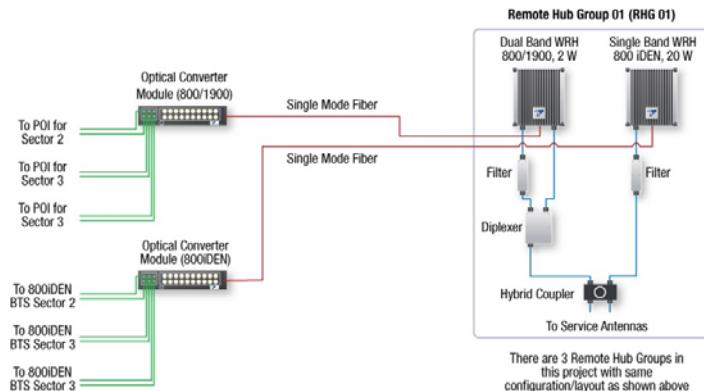 Remote Hub Group 01 (RHG 01)
Dual Band WRH
800/1900, 2 W
Single Band WRH
800 iDEN, 20 W
Optical Converter
Module (800/1900)
Single Mode Fiber
To POI for
Sector 2
To POI for
Sector 3
To POI for
Sector 3
Single Mode Fiber
Filter
Filter
Diplexer
Optical Converter
Module (800iDEN)
To 800iDEN
BTS Sector 2
To 800iDEN
BTS Sector 3
To 800iDEN
BTS Sector 3
Hybrid Coupler
To Service Antennas
There are 3 Remote Hub Groups in
this project with same
configuration/layout as shown above